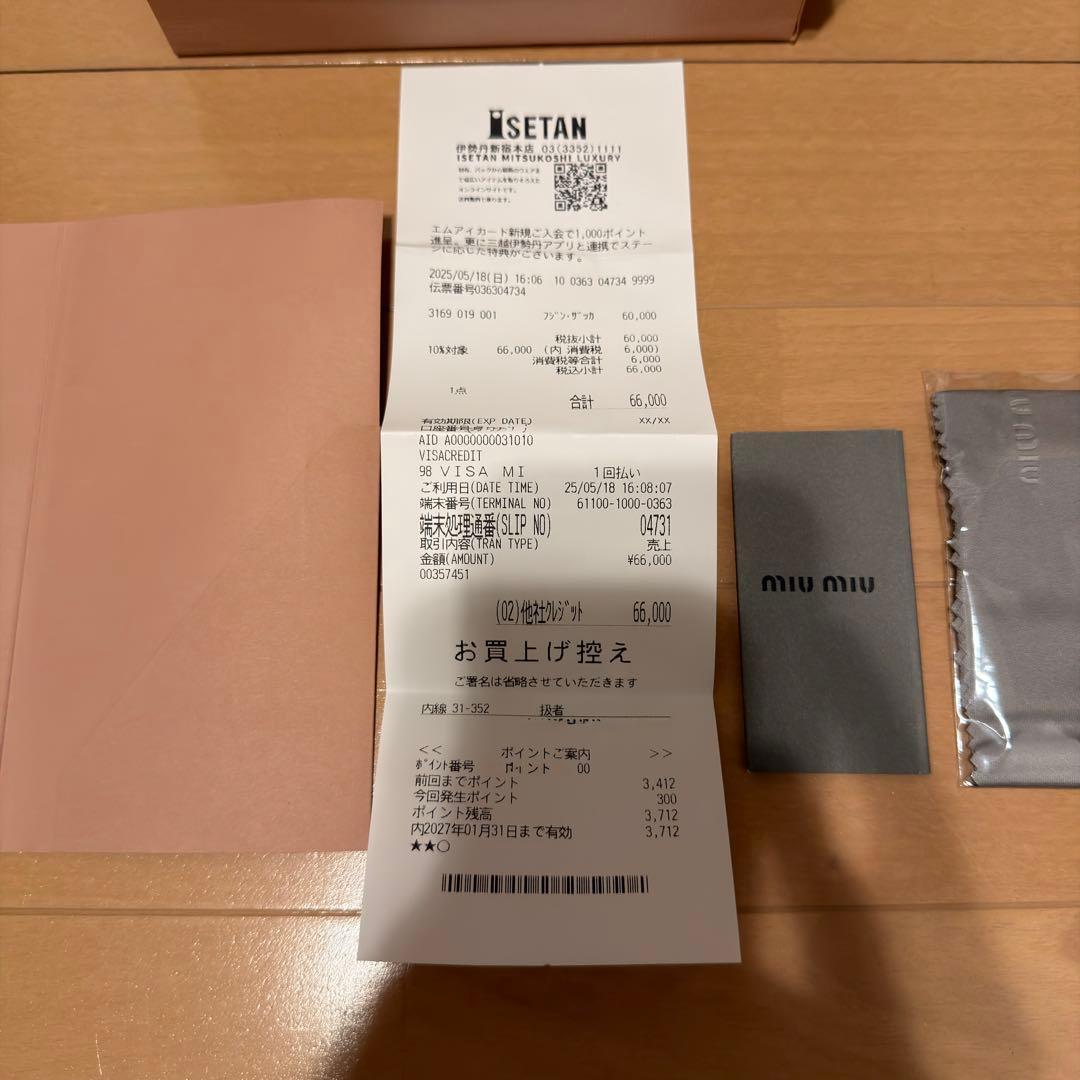 ISETAN
伊勢丹新宿本店 03(3352)1111
ISETAN MITSUKOSHI LUXURY
オンラインサイトです。
エムアイカード新規ご入会で1,000ポイント
進呈。更に三越伊勢丹アプリと連携でステー
ジに応じた特典がございます。
2025/05/18(日) 16:06 10 0363 04734 9999
伝票番号036304734
3169 019 001 フジン・ザッカ 60,000
税抜小計 60,000
10%対象 66,000 (内 消費税 6,000)
消費税等合計 6,000
税込小計 66,000
1点
合計 66,000
有効期限(EXP DATE) XX/XX
AID A0000000031010
VISACREDIT
98 VISA MI 1回払い
ご利用日(DATE TIME) 25/05/18 16:08:07
端末番号(TERMINAL NO) 61100-1000-0363
端末処理通番(SLIP NO) 04731
取引内容(TRAN TYPE) 売上
金額(AMOUNT) ¥66,000
00357451
(02)他社クレジット 66,000
お買上げ控え
ご署名は省略させていただきます
内線 31-352 扱者
<< ポイントご案内 >>
ポイント番号 00
前回までポイント 3,412
今回発生ポイント 300
ポイント残高 3,712
内2027年01月31日まで有効 3,712
★★○
miu miu
MIU M